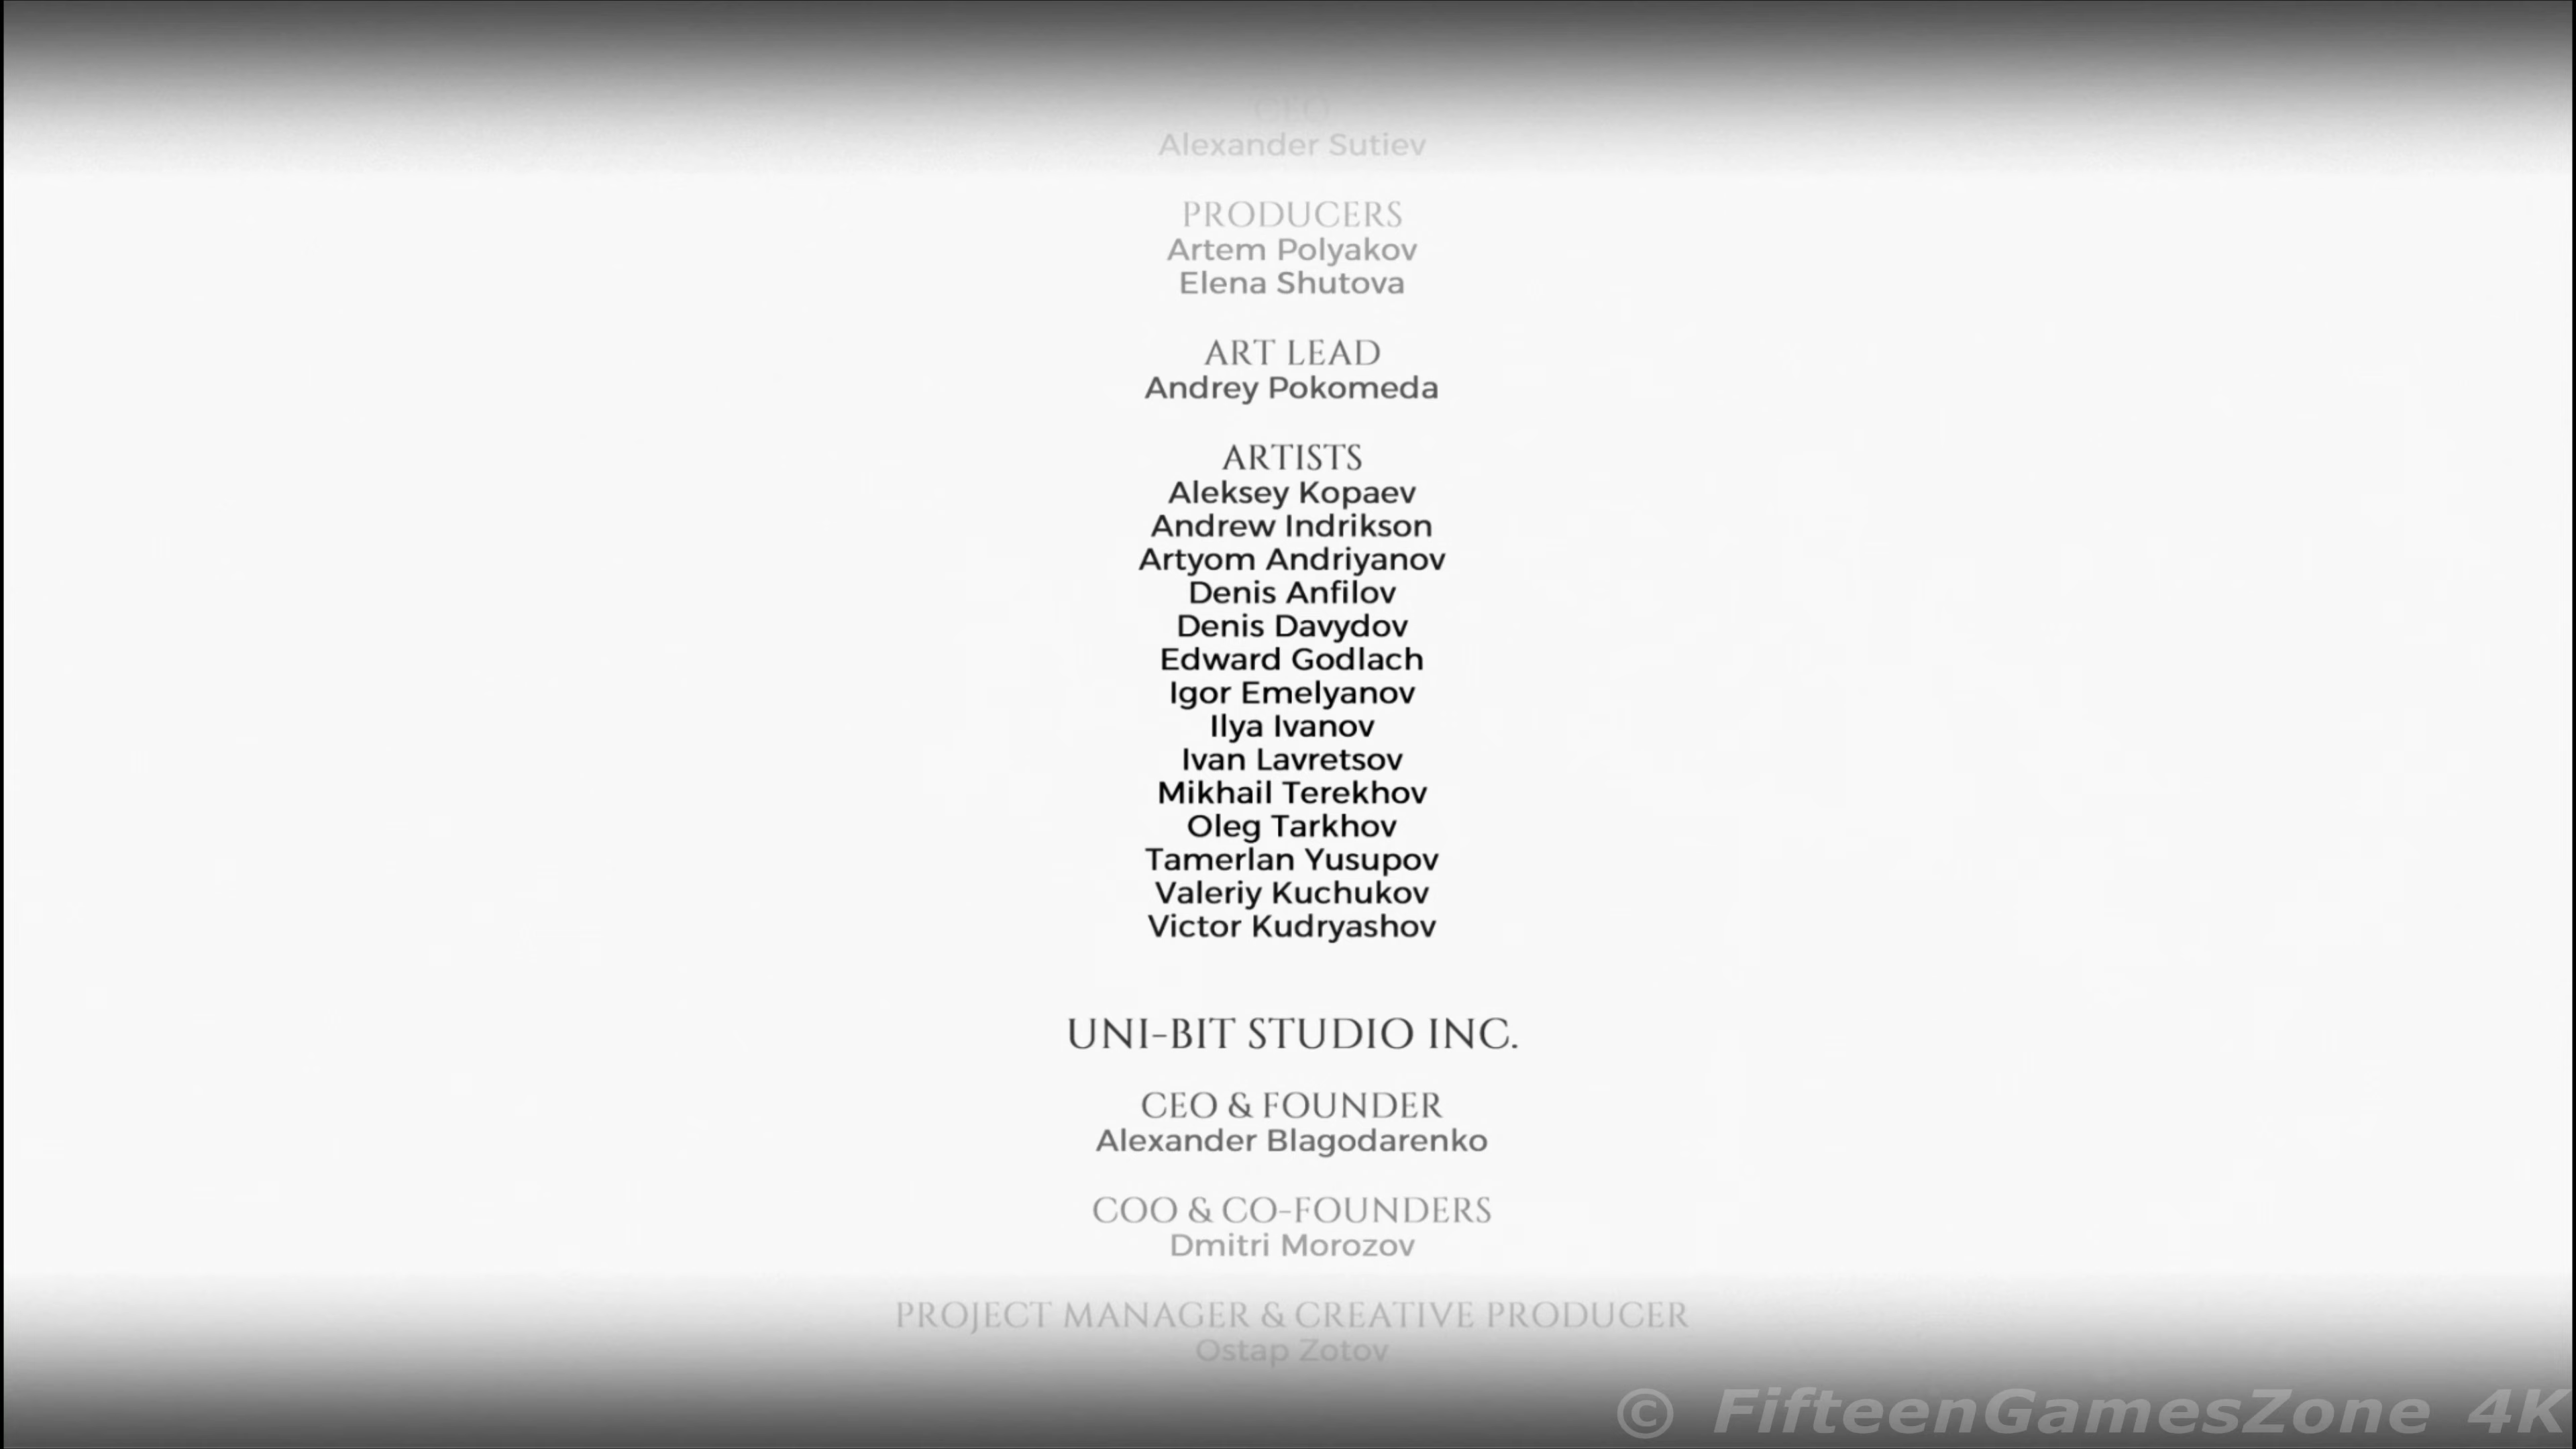 CEO
Alexander Sutiev
PRODUCERS
Artem Polyakov
Elena Shutova
ART LEAD
Andrey Pokomeda
ARTISTS
Aleksey Kopaev
Andrew Indrikson
Artyom Andriyanov
Denis Anfilov
Denis Davydov
Edward Godlach
Igor Emelyanov
Ilya Ivanov
Ivan Lavretsov
Mikhail Terekhov
Oleg Tarkhov
Tamerlan Yusupov
Valeriy Kuchukov
Victor Kudryashov
UNI-BIT STUDIO INC.
CEO & FOUNDER
Alexander Blagodarenko
COO & CO-FOUNDERS
Dmitri Morozov
PROJECT MANAGER & CREATIVE PRODUCER
Ostap Zotov
© FifteenGamesZone 4K